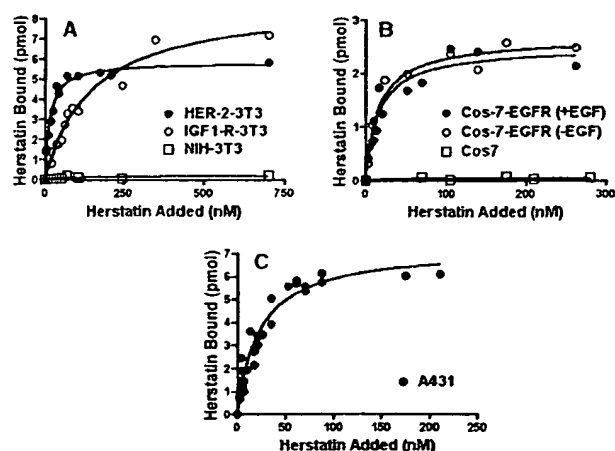 A
Herstatin Bound (pmol)
8
7
6
5
4
3
2
1
0
0 250 500 750
Herstatin Added (nM)
HER-2-3T3
IGF1-R-3T3
NIH-3T3
B
Herstatin Bound (pmol)
3
2
1
0
0 100 200 300
Herstatin Added (nM)
Cos-7-EGFR (+EGF)
Cos-7-EGFR (-EGF)
Cos7
C
Herstatin Bound (pmol)
7
6
5
4
3
2
1
0
0 50 100 150 200 250
Herstatin Added (nM)
A431